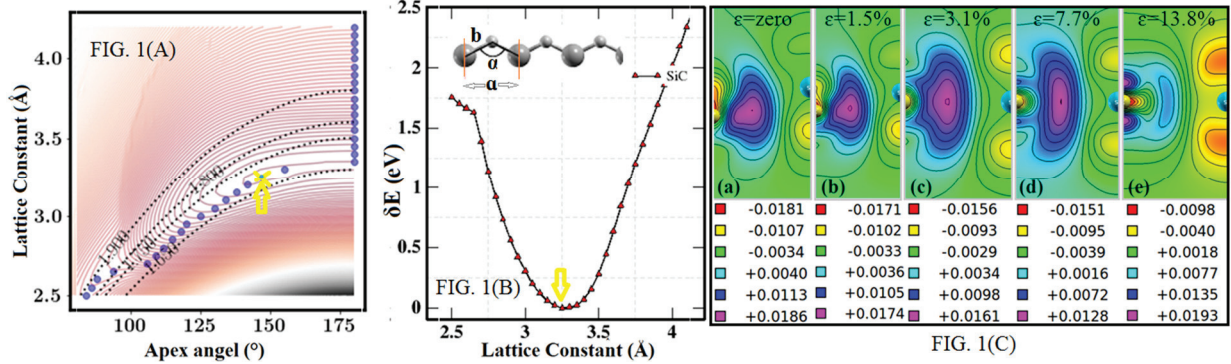 FIG. 1(A)
Lattice Constant (Å)
4.0
3.5
3.0
2.5
100
125
150
175
Apex angel (°)
1.900
1.800
FIG. 1(B)
δE (eV)
2.5
2
1.5
1
0.5
0
2.5
3
3.5
4
Lattice Constant (Å)
b
α
α
SiC
ε=zero
ε=1.5%
ε=3.1%
ε=7.7%
ε=13.8%
(a)
(b)
(c)
(d)
(e)
-0.0181 -0.0171 -0.0156 -0.0151 -0.0098
-0.0107 -0.0102 -0.0093 -0.0095 -0.0040
-0.0034 -0.0033 -0.0029 -0.0039 +0.0018
+0.0040 +0.0036 +0.0034 +0.0016 +0.0077
+0.0113 +0.0105 +0.0098 +0.0072 +0.0135
+0.0186 +0.0174 +0.0161 +0.0128 +0.0193
FIG. 1(C)